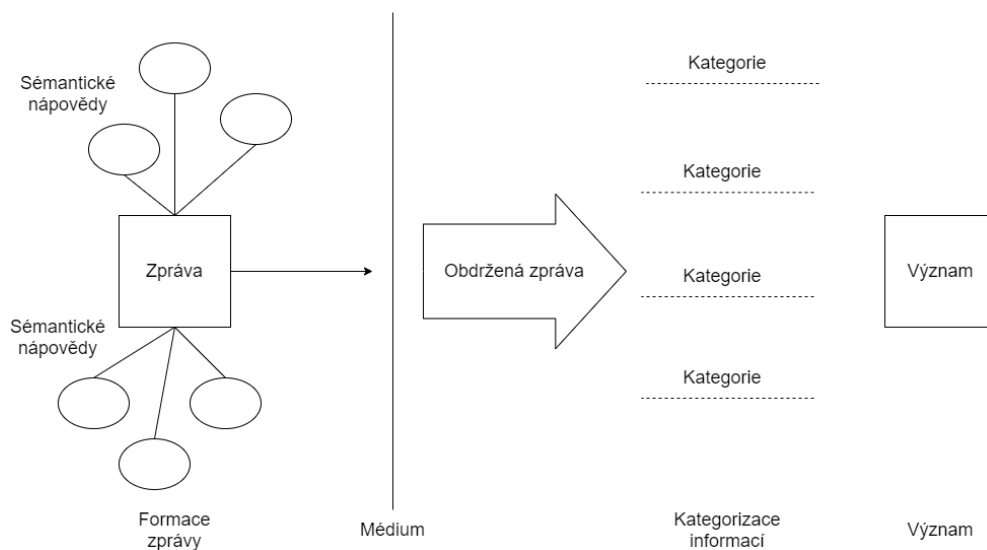 Sémantické
nápovědy
Zpráva
Sémantické
nápovědy
Obdržená zpráva
Kategorie
Kategorie
Kategorie
Kategorie
Význam
Formace
zprávy
Médium
Kategorizace
informací
Význam